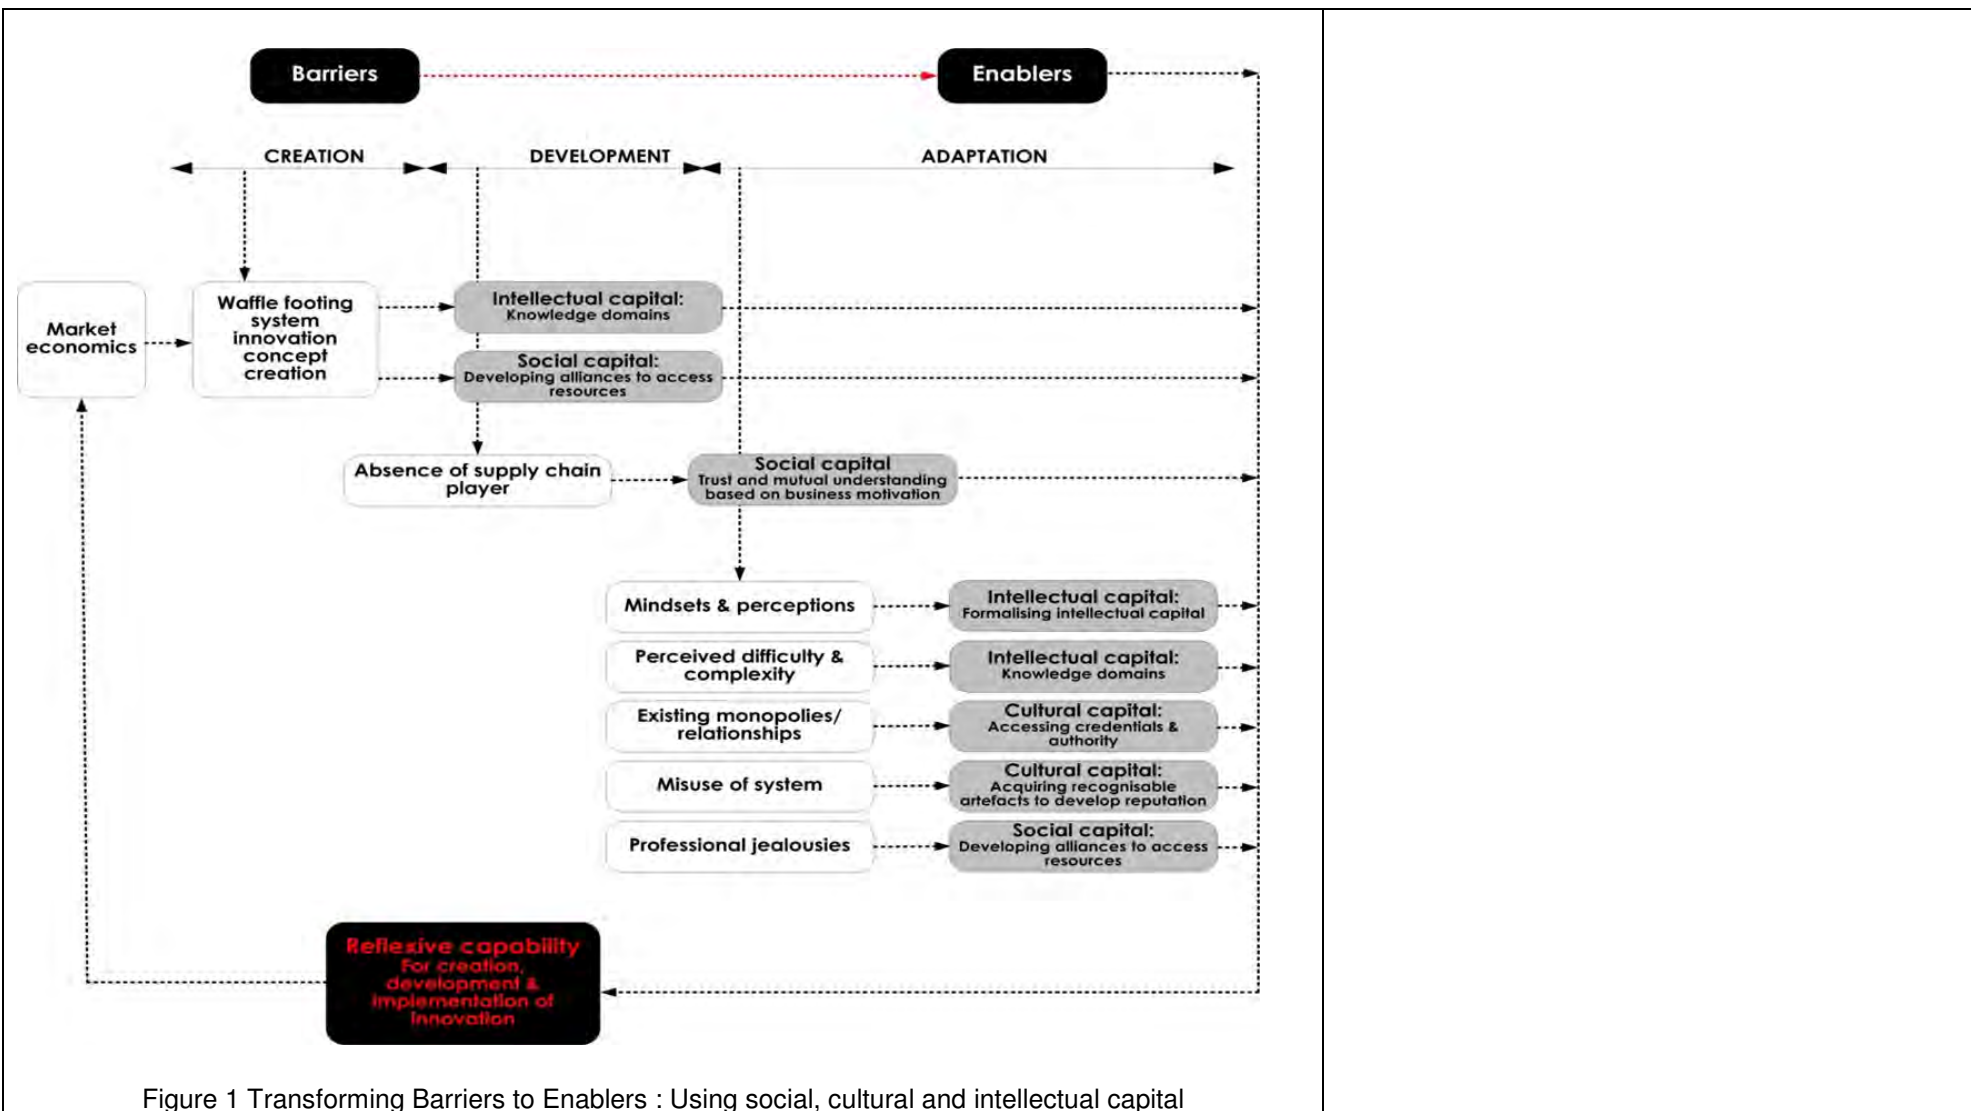 Barriers
Enablers
CREATION
DEVELOPMENT
ADAPTATION
Market
economics
Waffle footing
system
innovation
concept
creation
Intellectual capital:
Knowledge domains
Social capital:
Developing alliances to access
resources
Absence of supply chain
player
Social capital
Trust and mutual understanding
based on business motivation
Mindsets & perceptions
Intellectual capital:
Formalising intellectual capital
Perceived difficulty &
complexity
Intellectual capital:
Knowledge domains
Existing monopolies/
relationships
Cultural capital:
Accessing credentials &
authority
Misuse of system
Cultural capital:
Acquiring recognisable
artefacts to develop reputation
Professional jealousies
Social capital:
Developing alliances to access
resources
Reflexive capability
For creation,
development &
implementation of
innovation
Figure 1 Transforming Barriers to Enablers : Using social, cultural and intellectual capital